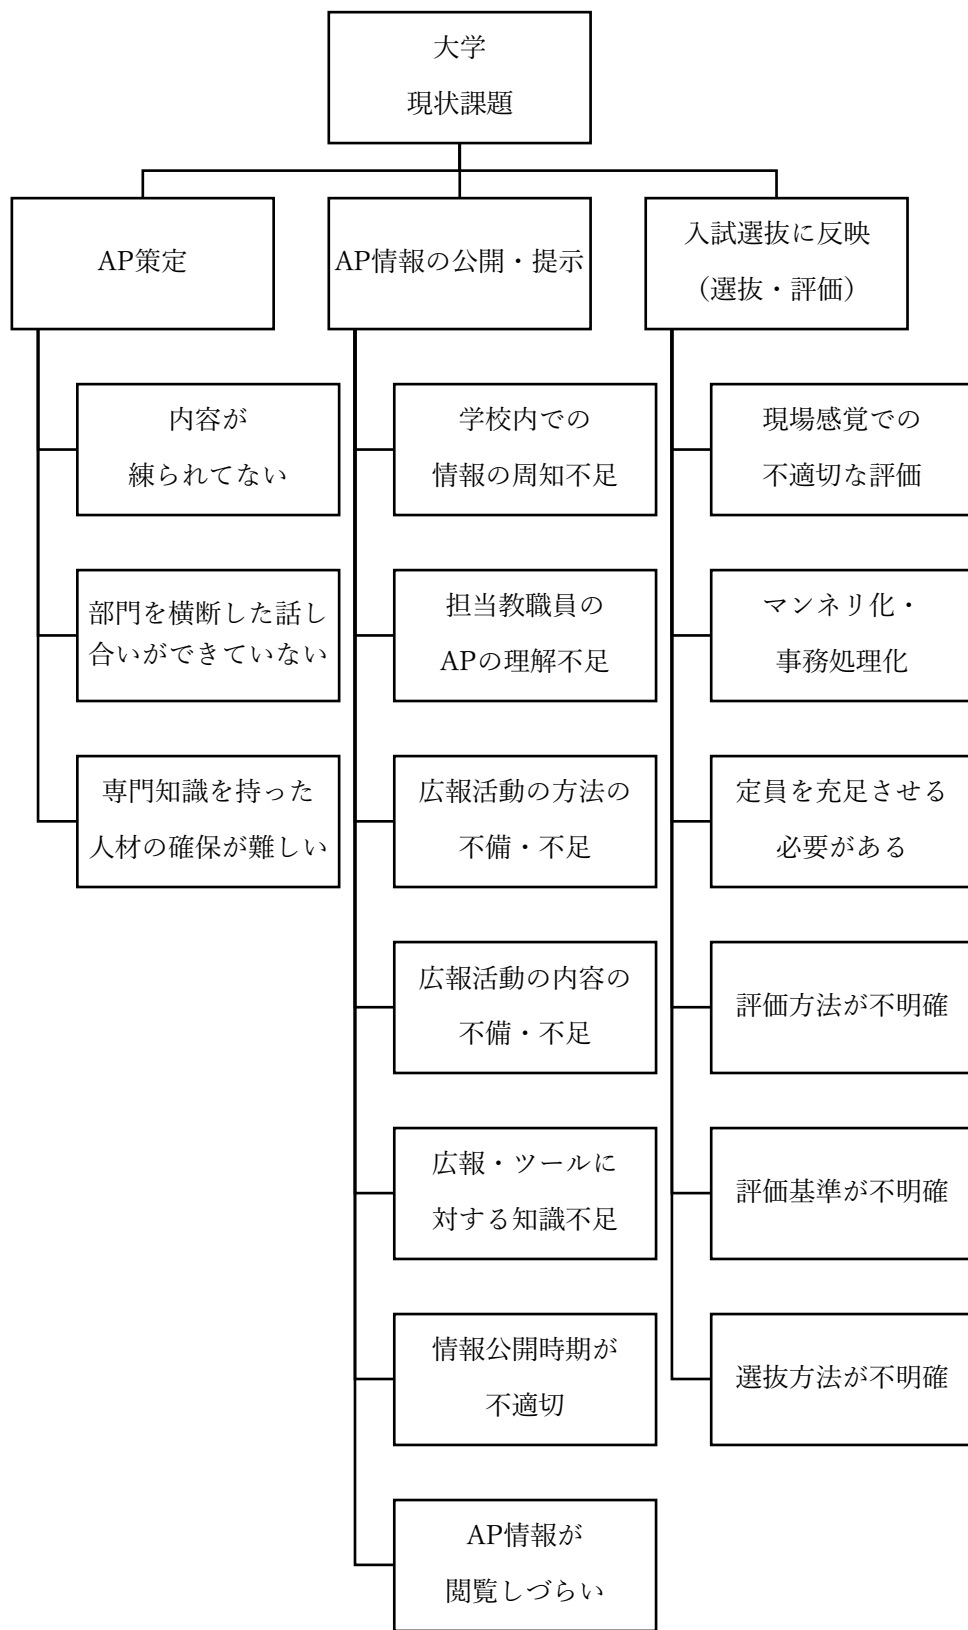 大学
現状課題
AP策定
AP情報の公開・提示
入試選抜に反映
（選抜・評価）
内容が
練られてない
部門を横断した話し
合いができていない
専門知識を持った
人材の確保が難しい
学校内での
情報の周知不足
担当教職員の
APの理解不足
広報活動の方法の
不備・不足
広報活動の内容の
不備・不足
広報・ツールに
対する知識不足
情報公開時期が
不適切
AP情報が
閲覧しづらい
現場感覚での
不適切な評価
マンネリ化・
事務処理化
定員を充足させる
必要がある
評価方法が不明確
評価基準が不明確
選抜方法が不明確